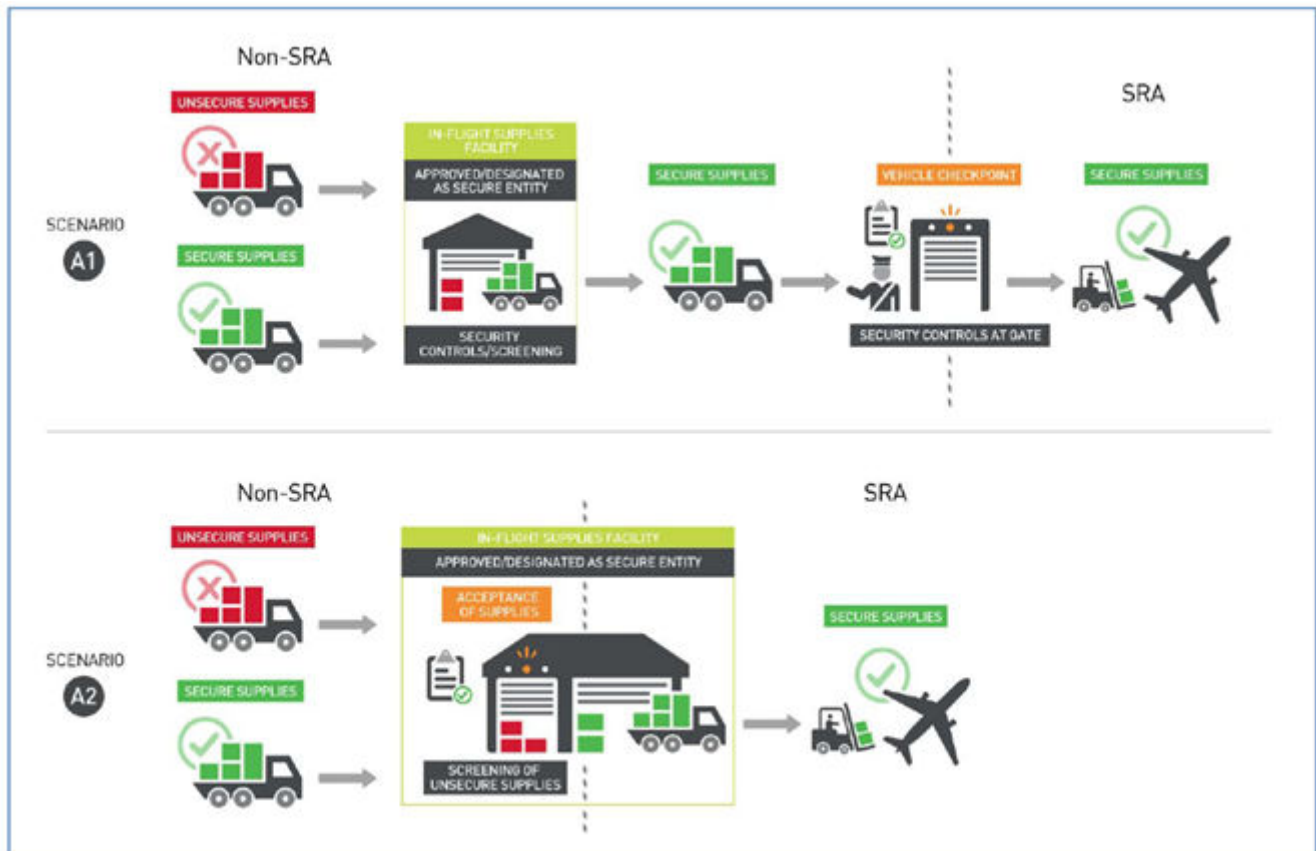 Non-SRA
SRA
UNSECURE SUPPLIES
IN-FLIGHT SUPPLIES
FACILITY
APPROVED/DESIGNATED
AS SECURE ENTITY
SECURE SUPPLIES
VEHICLE CHECKPOINT
SECURE SUPPLIES
SCENARIO
A1
SECURE SUPPLIES
SECURITY
CONTROLS/SCREENING
SECURITY CONTROLS AT GATE
Non-SRA
SRA
UNSECURE SUPPLIES
IN-FLIGHT SUPPLIES FACILITY
APPROVED/DESIGNATED AS SECURE ENTITY
ACCEPTANCE
OF SUPPLIES
SECURE SUPPLIES
SCENARIO
A2
SECURE SUPPLIES
SCREENING OF
UNSECURE SUPPLIES